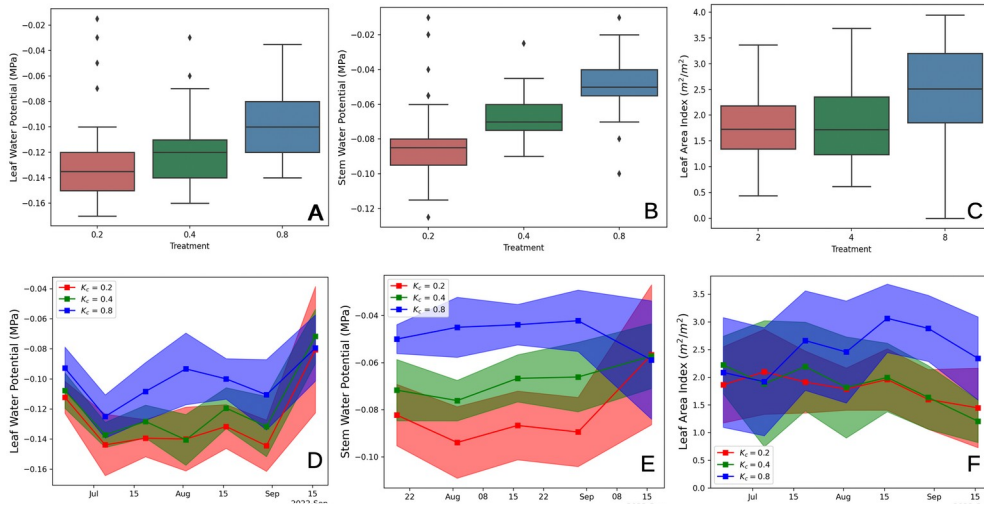 Leaf Water Potential (MPa)
−0.02
−0.04
−0.06
−0.08
−0.10
−0.12
−0.14
−0.16
0.2 0.4 0.8
Treatment
A
Stem Water Potential (MPa)
−0.02
−0.04
−0.06
−0.08
−0.10
−0.12
0.2 0.4 0.8
Treatment
B
Leaf Area Index (m²/m²)
4.0
3.5
3.0
2.5
2.0
1.5
1.0
0.5
0.0
2 4 8
Treatment
C
Leaf Water Potential (MPa)
−0.04
−0.06
−0.08
−0.10
−0.12
−0.14
−0.16
Kc = 0.2
Kc = 0.4
Kc = 0.8
Jul 15 Aug 15 Sep 15
D
Stem Water Potential (MPa)
−0.04
−0.06
−0.08
−0.10
Kc = 0.2
Kc = 0.4
Kc = 0.8
22 Aug 08 15 22 Sep 08 15
E
Leaf Area Index (m²/m²)
3.5
3.0
2.5
2.0
1.5
1.0
0.5
0.0
Kc = 0.2
Kc = 0.4
Kc = 0.8
Jul 15 Aug 15 Sep 15
F